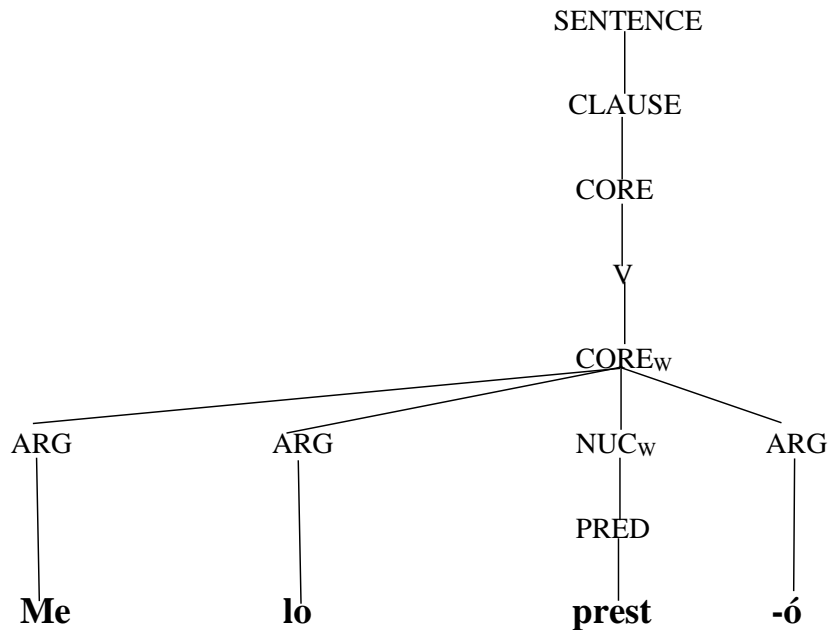 SENTENCE
CLAUSE
CORE
V
COREW
ARG ARG NUCW ARG
PRED
Me lo prest -ó